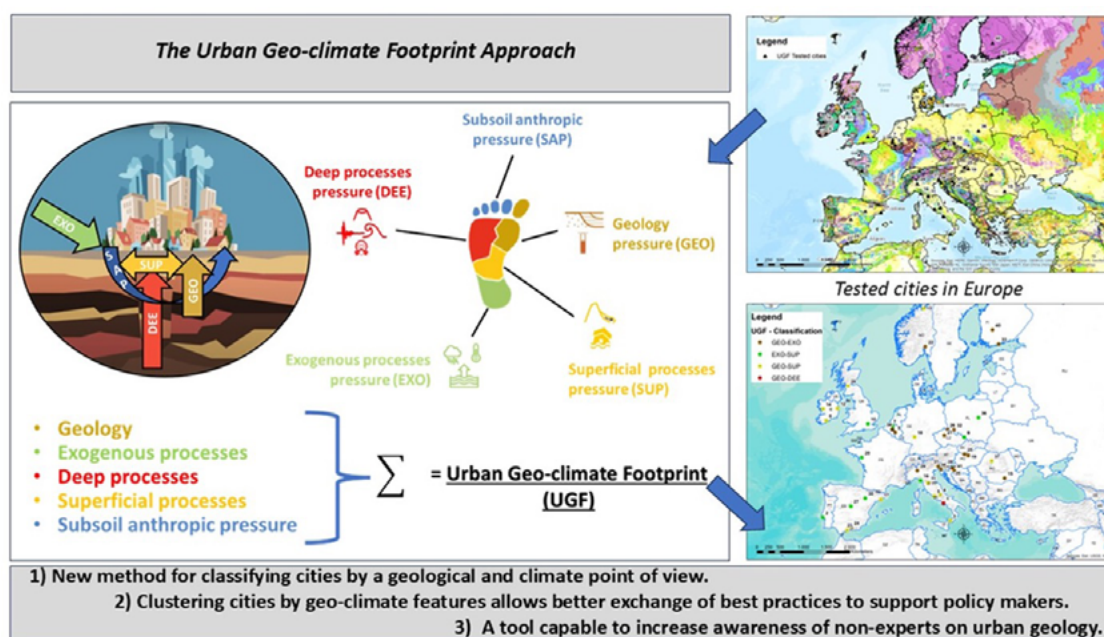 The Urban Geo-climate Footprint Approach
EXO
SAP
SUP
DEE
GEO
Subsoil anthropic
pressure (SAP)
Deep processes
pressure (DEE)
Geology
pressure (GEO)
Exogenous processes
pressure (EXO)
Superficial processes
pressure (SUP)
• Geology
• Exogenous processes
• Deep processes
• Superficial processes
• Subsoil anthropic pressure
∑ = Urban Geo-climate Footprint
(UGF)
Legend
UGF Tested cities
Tested cities in Europe
Legend
UGF - Classification
GEO-EXO
EXO-SUP
GEO-SUP
GEO-DEE
1) New method for classifying cities by a geological and climate point of view.
2) Clustering cities by geo-climate features allows better exchange of best practices to support policy makers.
3) A tool capable to increase awareness of non-experts on urban geology.